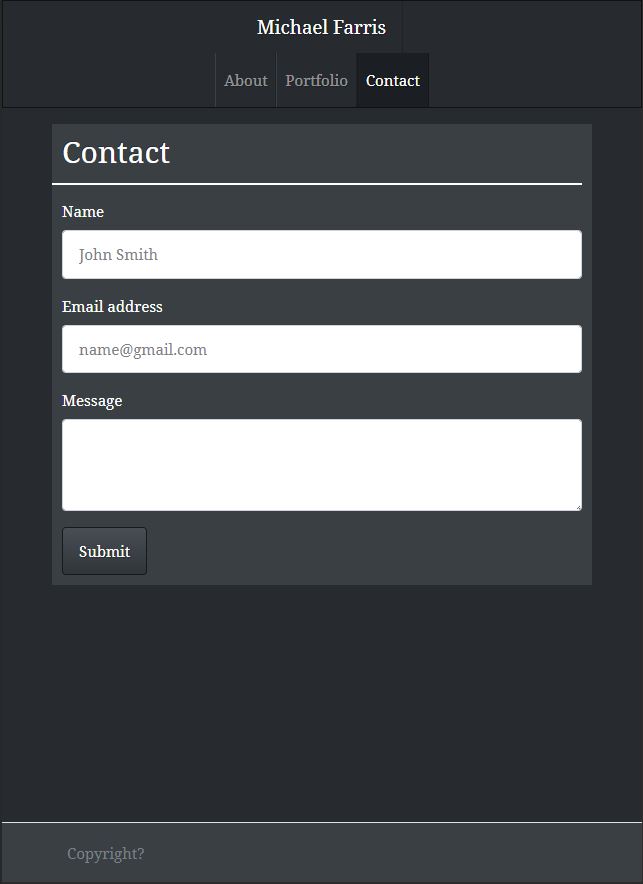 Michael Farris
About Portfolio Contact
Contact
Name
John Smith
Email address
name@gmail.com
Message
Submit
Copyright?